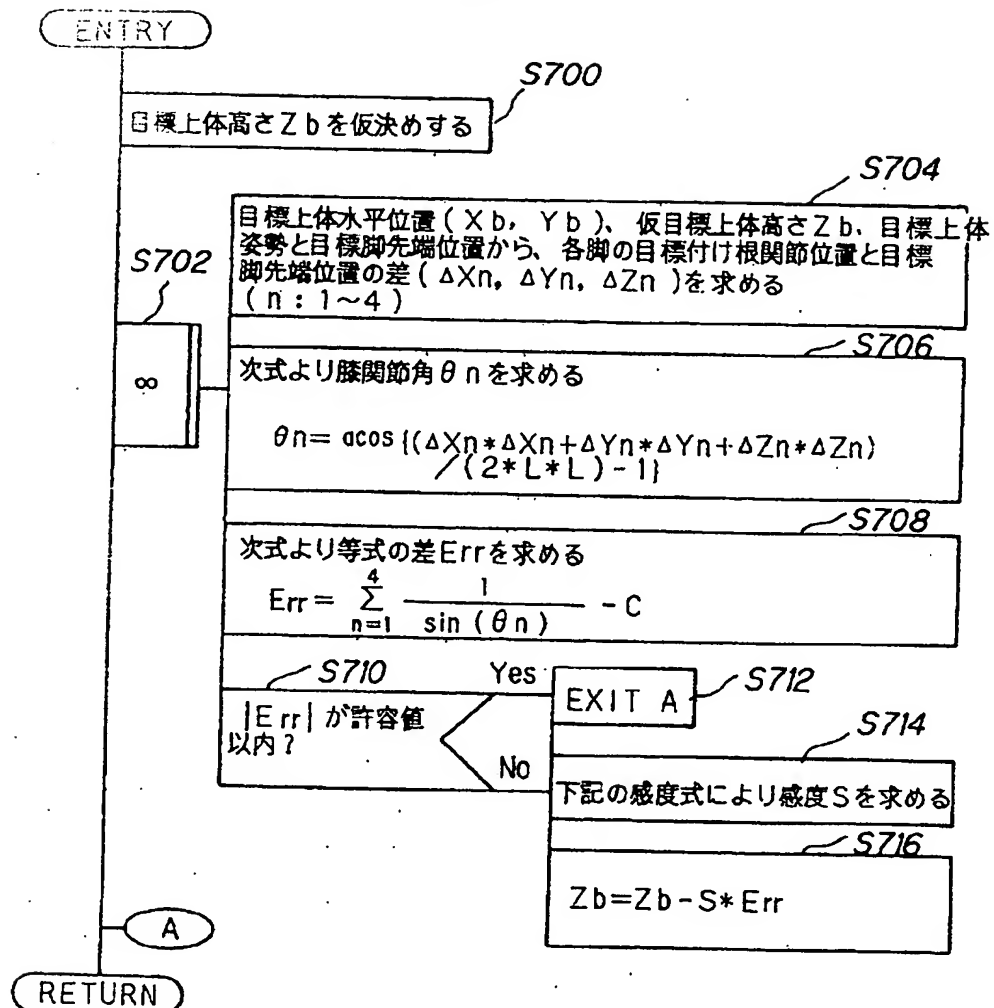 ENTRY
S700
目標上体高さZbを仮決めする
S704
目標上体水平位置(Xb, Yb)、仮目標上体高さZb、目標上体
姿勢と目標脚先端位置から、各脚の目標付け根関節位置と目標
脚先端位置の差(ΔXn, ΔYn, ΔZn)を求める
(n:1~4)
S702
∞
S706
次式より膝関節角θnを求める
θn= acos{(ΔXn*ΔXn+ΔYn*ΔYn+ΔZn*ΔZn)
/(2*L*L)-1}
S708
次式より等式の差Errを求める
4
Err= Σ 1/sin(θn) -C
n=1
S710
|Err|が許容値
以内?
Yes
EXIT A
S712
No
S714
下記の感度式により感度Sを求める
S716
Zb=Zb-S*Err
A
RETURN